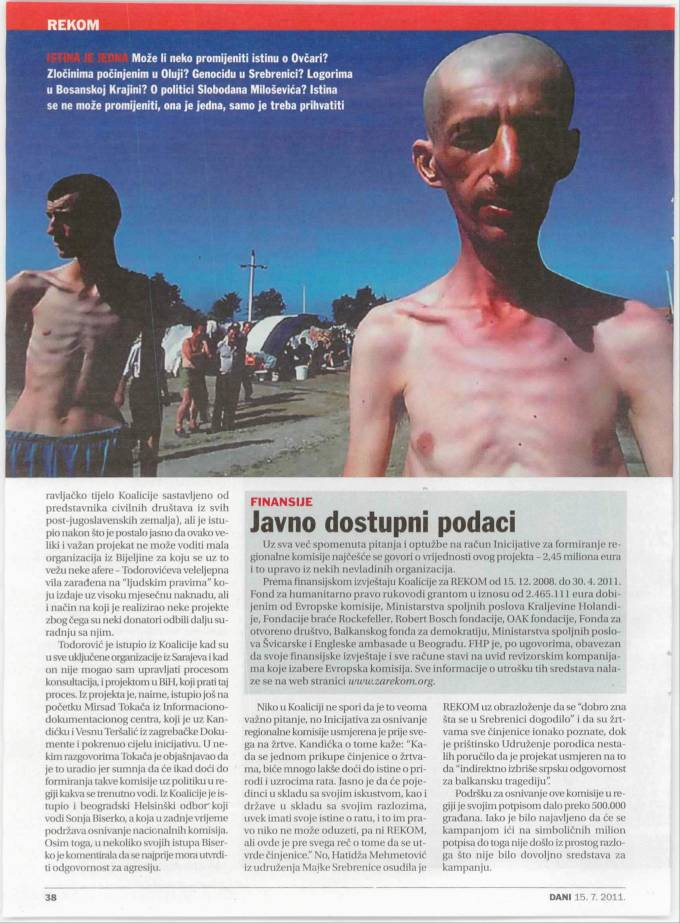 REKOM
ISTINA JE JEDNA Može li neko promijeniti istinu o Ovčari?
Zločinima počinjenim u Oluji? Genocidu u Srebrenici? Logorima
u Bosanskoj Krajini? O politici Slobodana Miloševića? Istina
se ne može promijeniti, ona je jedna, samo je treba prihvatiti
ravljačko tijelo Koalicije sastavljeno od
predstavnika civilnih društava iz svih
post-jugoslavenskih zemalja), ali je istu-
pio nakon što je postalo jasno da ovako ve-
liki i važan projekat ne može voditi mala
organizacija iz Bijeljine za koju se uz to
vežu neke afere – Todorovićeva veleljepna
vila zarađena na “ljudskim pravima” ko-
ju izdaje uz visoku mjesečnu naknadu, ali
i način na koji je realizirao neke projekte
zbog čega su neki donatori odbili dalju su-
radnju sa njim.
Todorović je istupio iz Koalicije kad su
u sve uključene organizacije iz Sarajeva i kad
on nije mogao sam upravljati procesom
konsultacija, i projektom u BiH, koji prati taj
proces. Iz projekta je, naime, istupio još na
početku Mirsad Tokača iz Informaciono-
dokumentacionog centra, koji je uz Kan-
dićku i Vesnu Teršalič iz zagrebačke Doku-
mente i pokrenuo cijelu inicijativu. U ne-
kim razgovorima Tokača je objašnjavao da
je to uradio jer sumnja da će ikad doći do
formiranja takve komisije uz politiku u re-
giji kakva se trenutno vodi. Iz Koalicije je is-
tupio i beogradski Helsinški odbor koji
vodi Sonja Biserko, a koja u zadnje vrijeme
podržava osnivanje nacionalnih komisija.
Osim toga, u nekoliko svojih istupa Biser-
ko je komentirala da se najprije mora utvrdi-
ti odgovornost za agresiju.
FINANSIJE
Javno dostupni podaci
Uz sva već spomenuta pitanja i optužbe na račun Inicijative za formiranje re-
gionalne komisije najčešće se govori o vrijednosti ovog projekta – 2,45 miliona eura
i to upravo iz nekih nevladinih organizacija.
Prema finansijskom izvještaju Koalicije za REKOM od 15. 12. 2008. do 30. 4. 2011.
Fond za humanitarno pravo rukovodi grantom u iznosu od 2.465.111 eura dobi-
jenim od Evropske komisije, Ministarstva spoljnih poslova Kraljevine Holandi-
je, Fondacije braće Rockefeller, Robert Bosch fondacije, OAK fondacije, Fonda za
otvoreno društvo, Balkanskog fonda za demokratiju, Ministarstva spoljnih poslo-
va Švicarske i Engleske ambasade u Beogradu. FHP je, po ugovorima, obavezan
da svoje finansijske izvještaje i sve račune stavi na uvid revizorskim kompanija-
ma koje izabere Evropska komisija. Sve informacije o utrošku tih sredstava nala-
ze se na web stranici www.zarekom.org.
Niko u Koaliciji ne spori da je to veoma
važno pitanje, no Inicijativa za osnivanje
regionalne komisije usmjerena je prije sve-
ga na žrtve. Kandićka o tome kaže: “Ka-
da se jednom prikupe činjenice o žrtva-
ma, biće mnogo lakše doći do istine o pri-
rodi i uzrocima rata. Jasno je da će poje-
dinci u skladu sa svojim iskustvom, kao i
države u skladu sa svojim razlozima,
uvek imati svoje istine o ratu, i to im pra-
vo niko ne može oduzeti, pa ni REKOM,
ali ovde je pre svega reč o tome da se ut-
vrde činjenice.” No, Hatidža Mehmetović
iz udruženja Majke Srebrenice osudila je
REKOM uz obrazloženje da se “dobro zna
šta se u Srebrenici dogodilo” i da su žrt-
vama sve činjenice ionako poznate, dok
je prištinsko Udruženje porodica nesta-
lih poručilo da je projekat usmjeren na to
da “indirektno izbriše srpsku odgovornost
za balkansku tragediju”.
Podršku za osnivanje ove komisije u re-
giji je svojim potpisom dalo preko 500.000
građana. Iako je bilo najavljeno da će se
kampanjom ići na simboličnih milion
potpisa do toga nije došlo iz prostog razlo-
ga što nije bilo dovoljno sredstava za
kampanju.
38
DANI 15. 7. 2011.